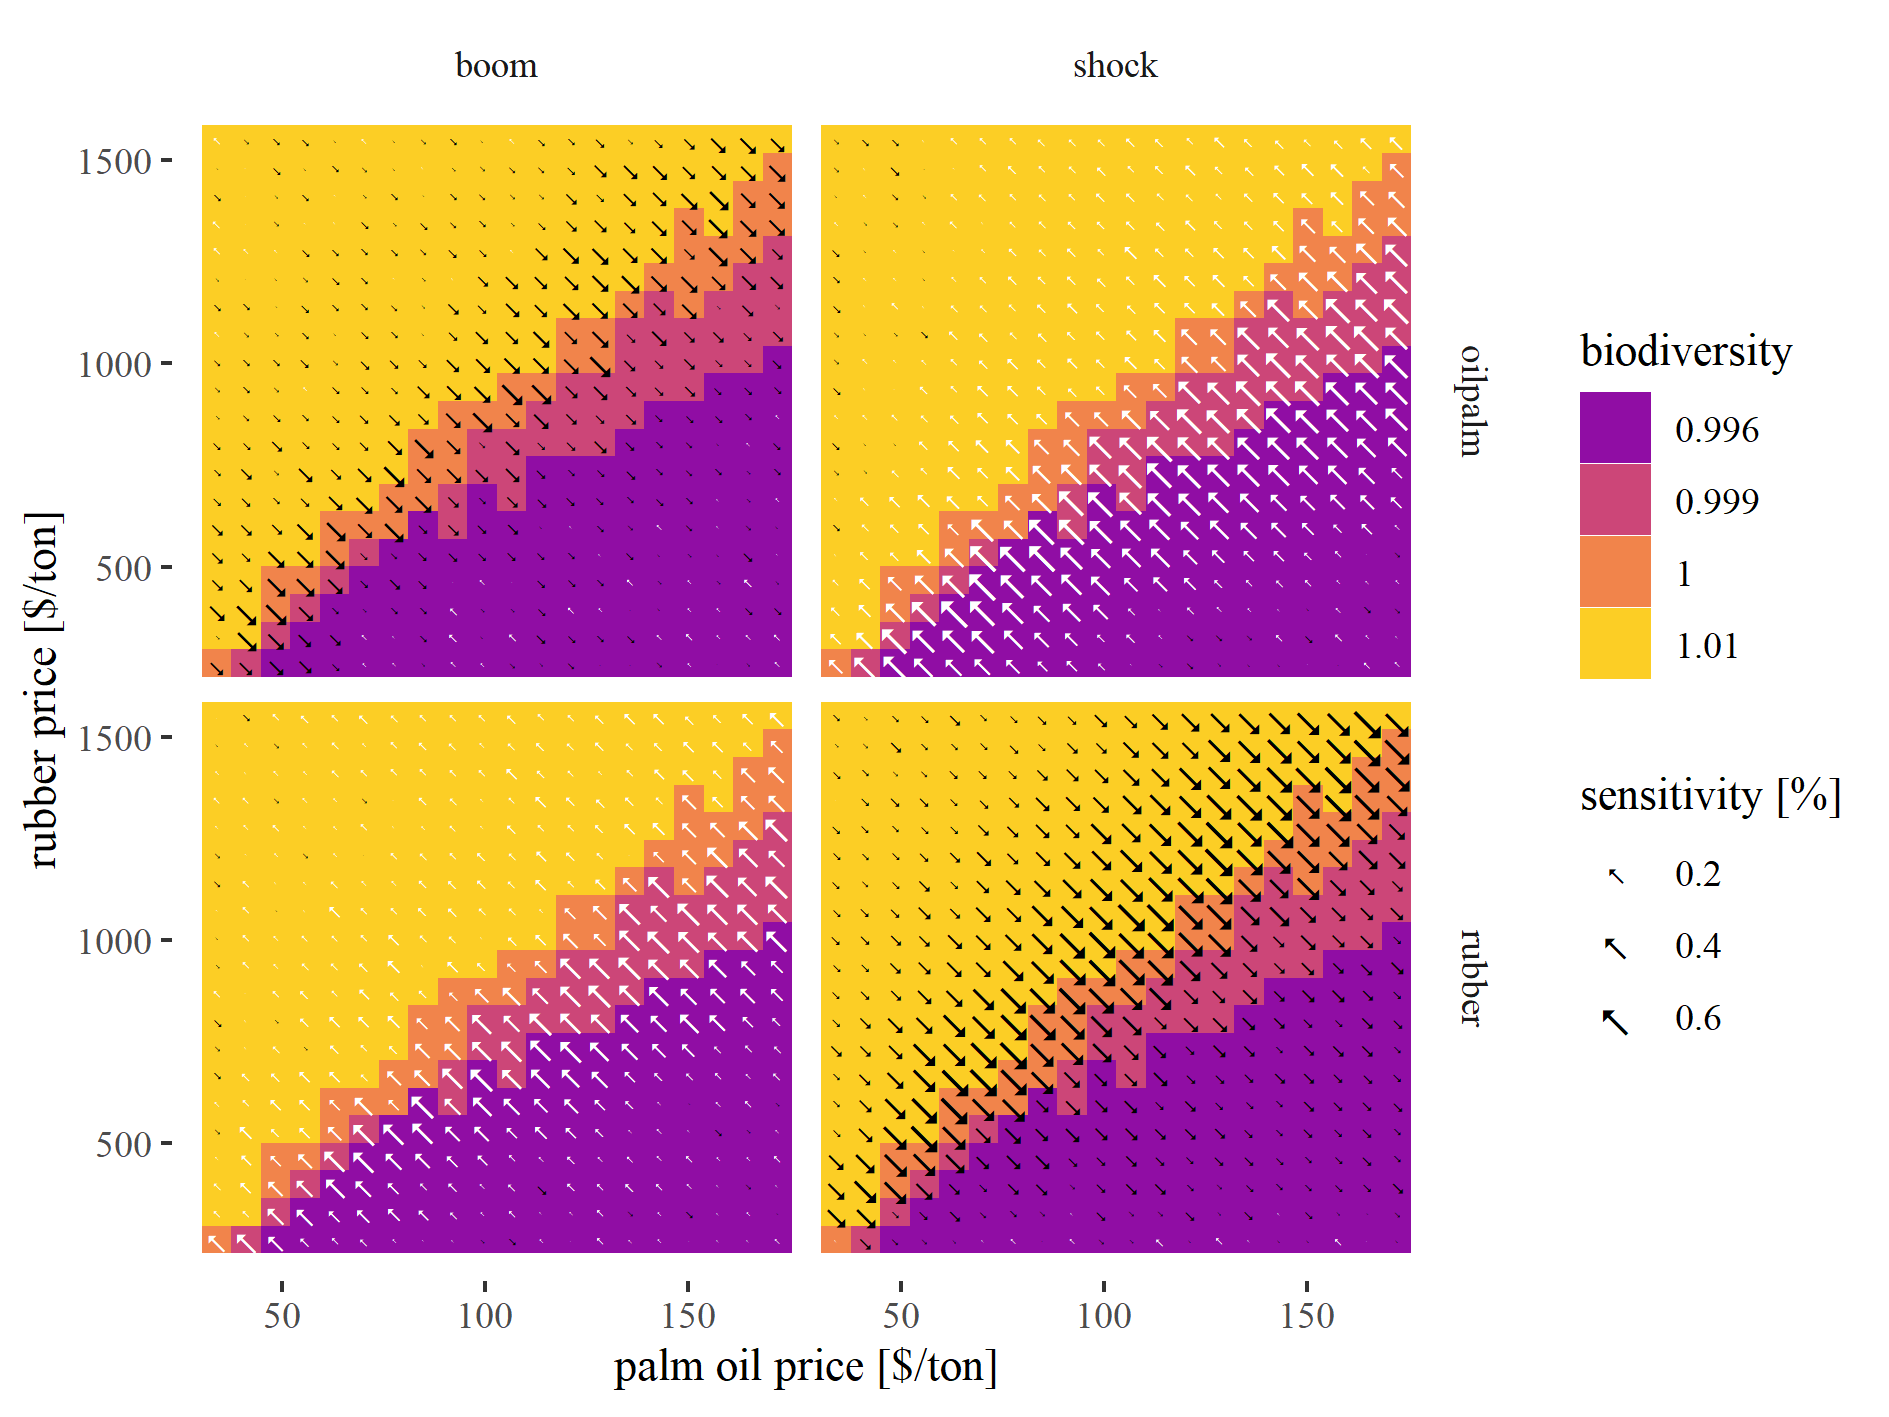 boom
shock
1500
1000
500
oilpalm
1500
1000
500
rubber
rubber price [$/ton]
50
100
150
50
100
150
palm oil price [$/ton]
biodiversity
0.996
0.999
1
1.01
sensitivity [%]
0.2
0.4
0.6